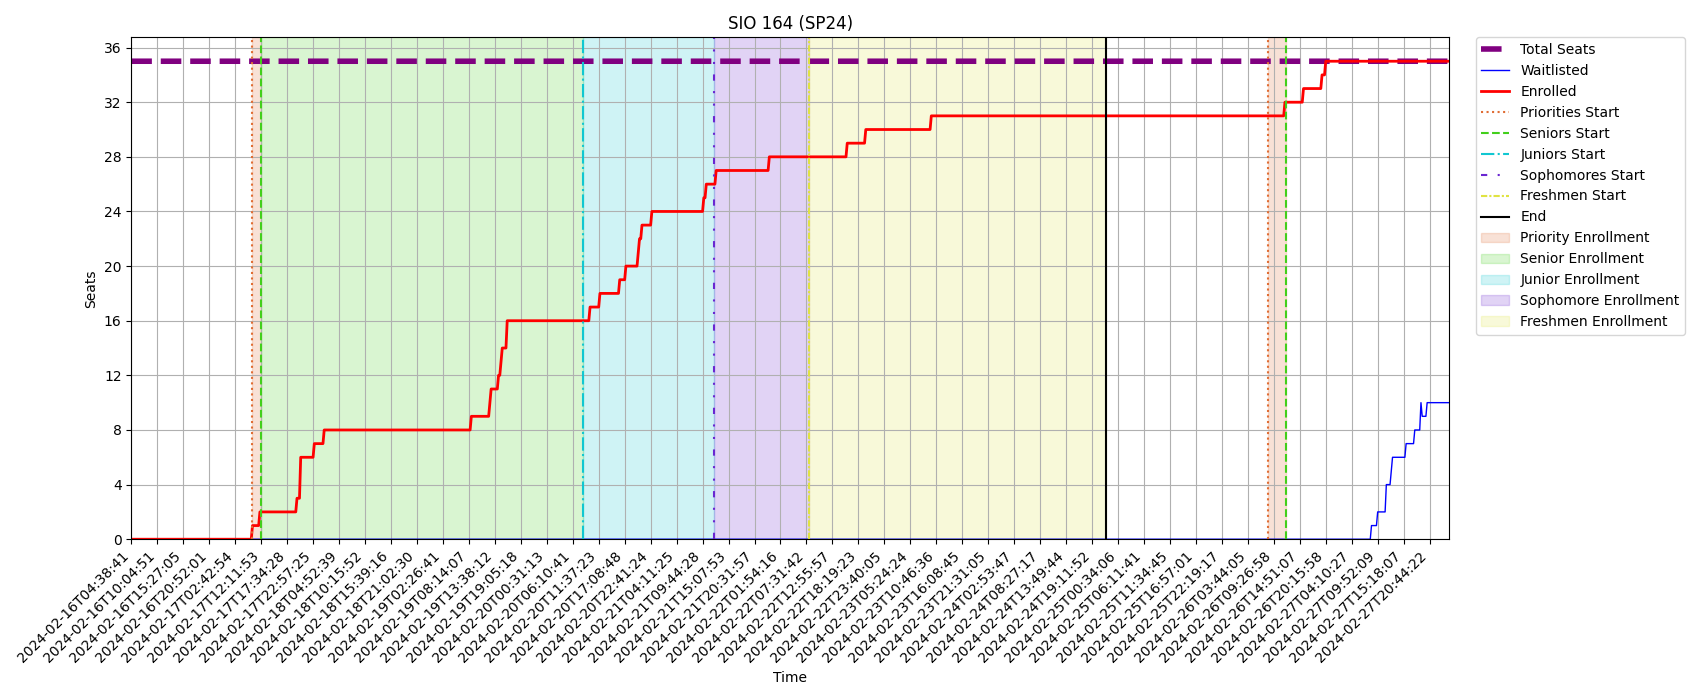 SIO 164 (SP24)
36
32
28
24
20
16
12
8
4
0
Seats
2024-02-16T04:38:41
2024-02-16T10:04:51
2024-02-16T15:27:05
2024-02-16T20:52:01
2024-02-17T02:42:54
2024-02-17T12:11:53
2024-02-17T17:34:28
2024-02-17T22:57:25
2024-02-18T04:52:39
2024-02-18T10:15:52
2024-02-18T15:39:16
2024-02-18T21:02:30
2024-02-19T02:26:41
2024-02-19T08:14:07
2024-02-19T13:38:12
2024-02-19T19:05:18
2024-02-20T00:31:13
2024-02-20T06:10:41
2024-02-20T11:37:23
2024-02-20T17:08:48
2024-02-20T22:41:24
2024-02-21T04:11:25
2024-02-21T09:44:28
2024-02-21T15:07:53
2024-02-21T20:31:57
2024-02-22T01:54:16
2024-02-22T07:31:42
2024-02-22T12:55:57
2024-02-22T18:19:23
2024-02-22T23:40:05
2024-02-23T05:24:24
2024-02-23T10:46:36
2024-02-23T16:08:45
2024-02-23T21:31:05
2024-02-24T02:53:47
2024-02-24T08:27:17
2024-02-24T13:49:44
2024-02-24T19:11:52
2024-02-25T00:34:06
2024-02-25T06:11:41
2024-02-25T11:34:45
2024-02-25T16:57:01
2024-02-25T22:19:17
2024-02-26T03:44:05
2024-02-26T09:26:58
2024-02-26T14:51:07
2024-02-26T20:15:58
2024-02-27T04:10:27
2024-02-27T09:52:09
2024-02-27T15:18:07
2024-02-27T20:44:22
Time
Total Seats
Waitlisted
Enrolled
Priorities Start
Seniors Start
Juniors Start
Sophomores Start
Freshmen Start
End
Priority Enrollment
Senior Enrollment
Junior Enrollment
Sophomore Enrollment
Freshmen Enrollment